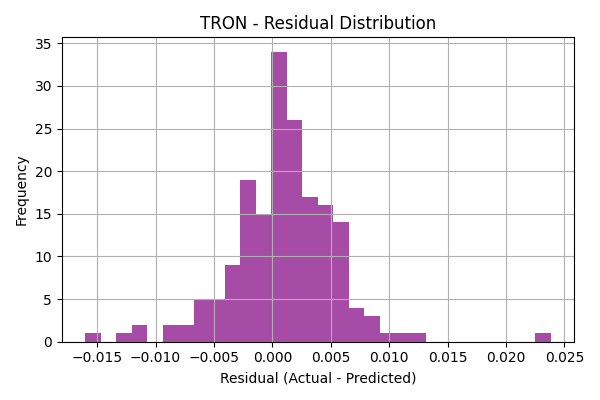 TRON - Residual Distribution
35
30
25
20
15
10
5
0
Frequency
−0.015 −0.010 −0.005 0.000 0.005 0.010 0.015 0.020 0.025
Residual (Actual - Predicted)